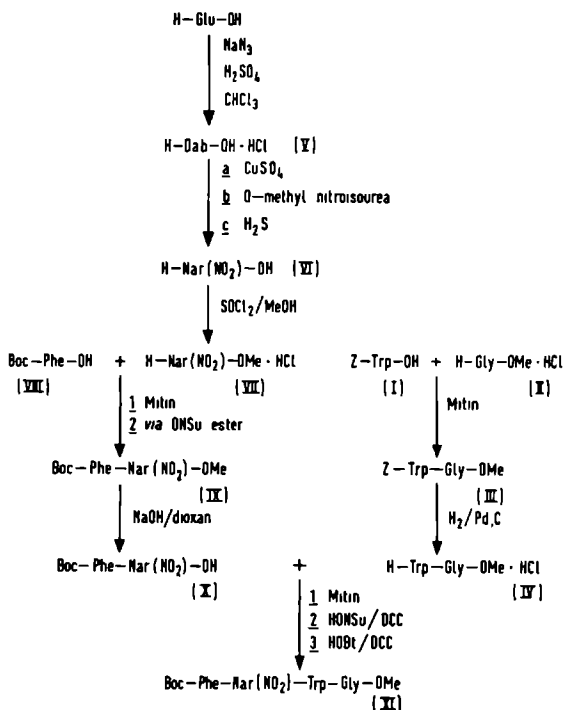 H-Glu-OH
NaN₃
H₂SO₄
CHCl₃
H-Dab-OH·HCl (V)
a CuSO₄
b O-methyl nitroisourea
c H₂S
H-Nar(NO₂)-OH (VI)
SOCl₂/MeOH
Boc-Phe-OH + H-Nar(NO₂)-OMe·HCl
(VIII) (VII)
Z-Trp-OH + H-Gly-OMe·HCl
(I) (II)
1 Mitin
2 via ONSu ester
Mitin
Boc-Phe-Nar(NO₂)-OMe
(IX)
Z-Trp-Gly-OMe
(III)
NaOH/dioxan
H₂/Pd,C
Boc-Phe-Nar(NO₂)-OH + H-Trp-Gly-OMe·HCl
(X) (IV)
1 Mitin
2 HONSu/DCC
3 HOBt/DCC
Boc-Phe-Nar(NO₂)-Trp-Gly-OMe
(XI)